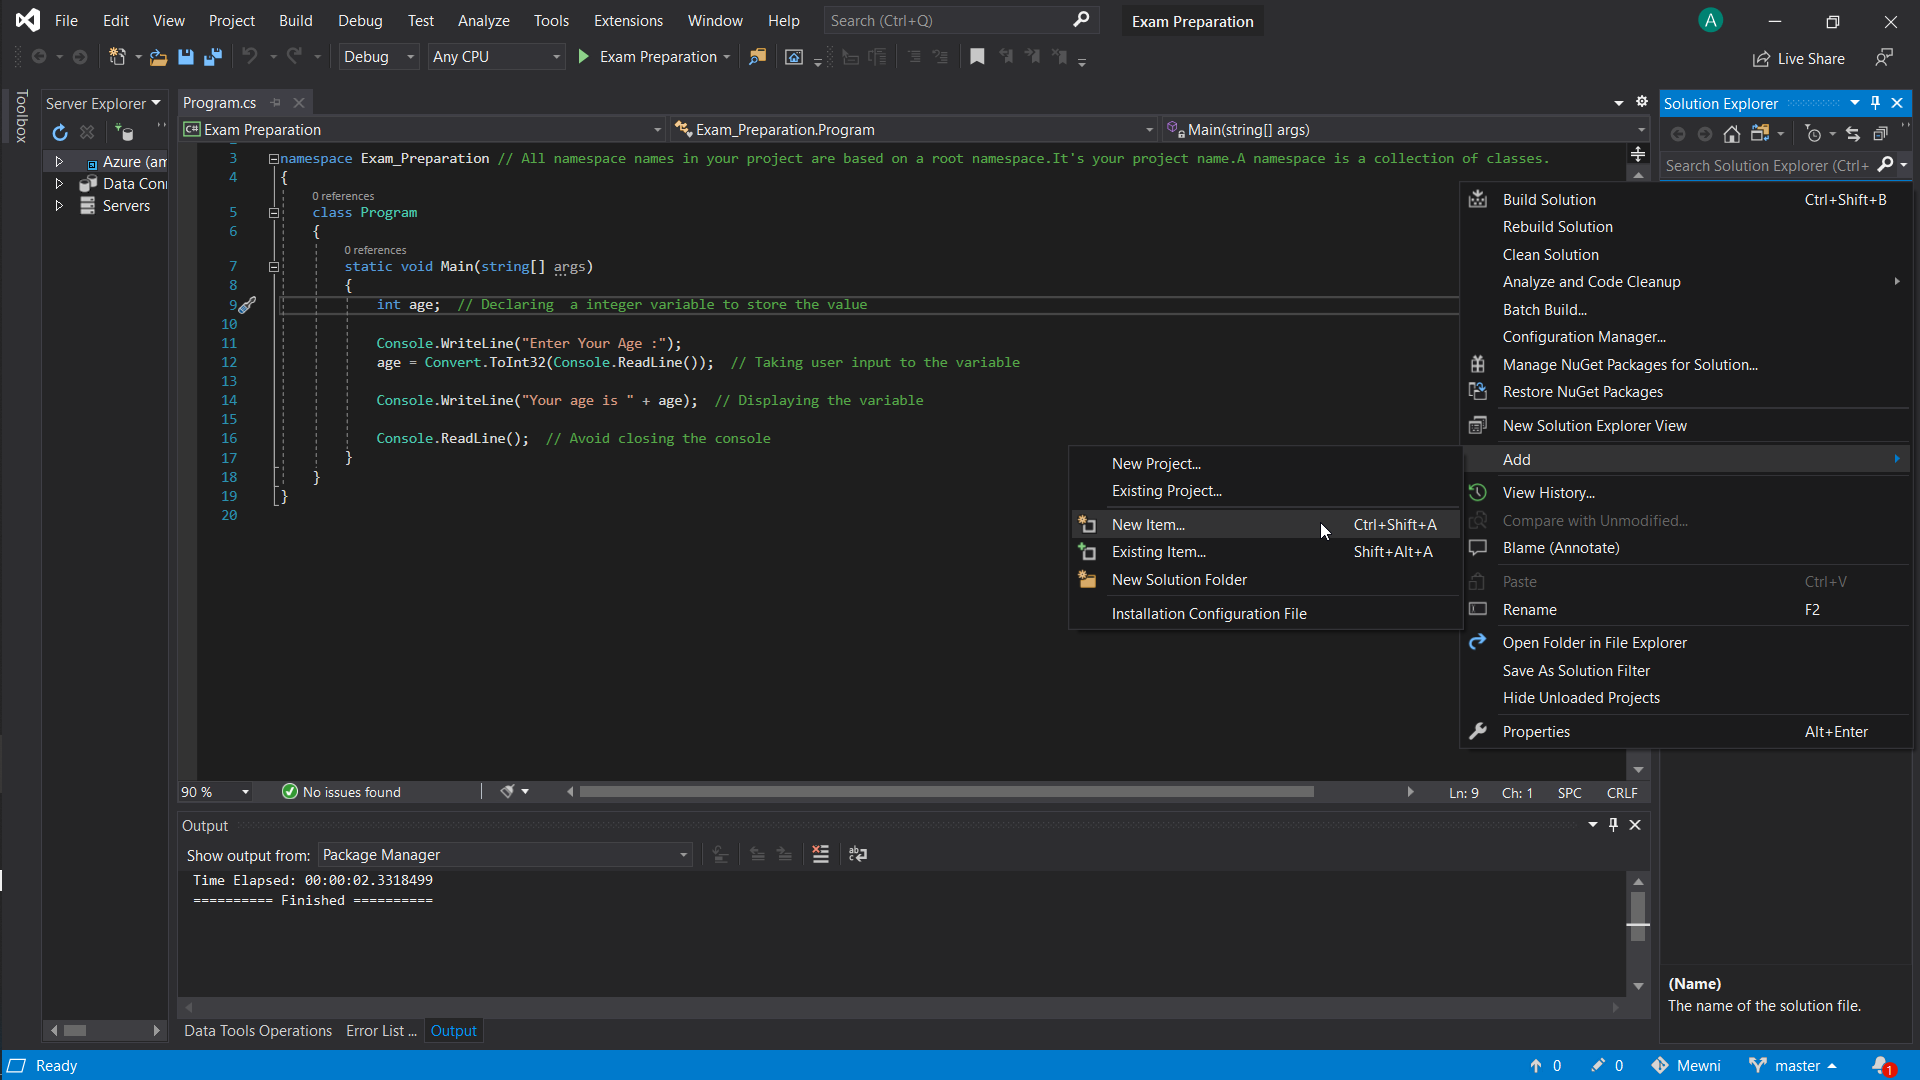 File Edit View Project Build Debug Test Analyze Tools Extensions Window Help Search (Ctrl+Q) Exam Preparation A
Debug Any CPU Exam Preparation Live Share
Toolbox
Server Explorer
Azure (am
Data Conn
Servers
Program.cs
C# Exam Preparation Exam_Preparation.Program Main(string[] args)
3 namespace Exam_Preparation // All namespace names in your project are based on a root namespace.It's your project name.A namespace is a collection of classes.
4 {
0 references
5 class Program
6 {
0 references
7 static void Main(string[] args)
8 {
9 int age; // Declaring  a integer variable to store the value
10
11 Console.WriteLine("Enter Your Age :");
12 age = Convert.ToInt32(Console.ReadLine()); // Taking user input to the variable
13
14 Console.WriteLine("Your age is " + age); // Displaying the variable
15
16 Console.ReadLine(); // Avoid closing the console
17 }
18 }
19 }
20
Solution Explorer
Search Solution Explorer (Ctrl+
Build Solution Ctrl+Shift+B
Rebuild Solution
Clean Solution
Analyze and Code Cleanup
Batch Build...
Configuration Manager...
Manage NuGet Packages for Solution...
Restore NuGet Packages
New Solution Explorer View
Add
View History...
Compare with Unmodified...
Blame (Annotate)
Paste Ctrl+V
Rename F2
Open Folder in File Explorer
Save As Solution Filter
Hide Unloaded Projects
Properties Alt+Enter
New Project...
Existing Project...
New Item... Ctrl+Shift+A
Existing Item... Shift+Alt+A
New Solution Folder
Installation Configuration File
90 % No issues found Ln: 9 Ch: 1 SPC CRLF
Output
Show output from: Package Manager
Time Elapsed: 00:00:02.3318499
========== Finished ==========
Data Tools Operations Error List ... Output
(Name)
The name of the solution file.
Ready 0 0 Mewni master 1